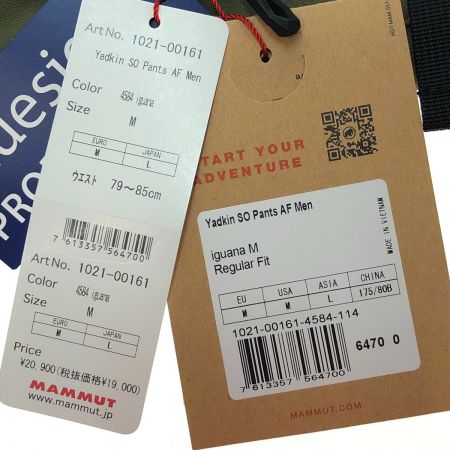 desig
PRO
Art No. 1021-00161
Yadkin SO Pants AF Men
Color 4584 iguana
Size M
EURO JAPAN
M L
ウエスト 79～85cm
7 613357 564700
Art No. 1021-00161
Color 4584 iguana
Size M
EURO JAPAN
M L
Price
¥20,900(税抜価格¥19,000)
MAMMUT
www.mammut.jp
START YOUR
ADVENTURE
MADE IN VIETNAM
Yadkin SO Pants AF Men
iguana M
Regular Fit
EU USA ASIA CHINA
M M L 175/80B
1021-00161-4584-114
6470 0
7 613357 564700
MAMMUT.COM